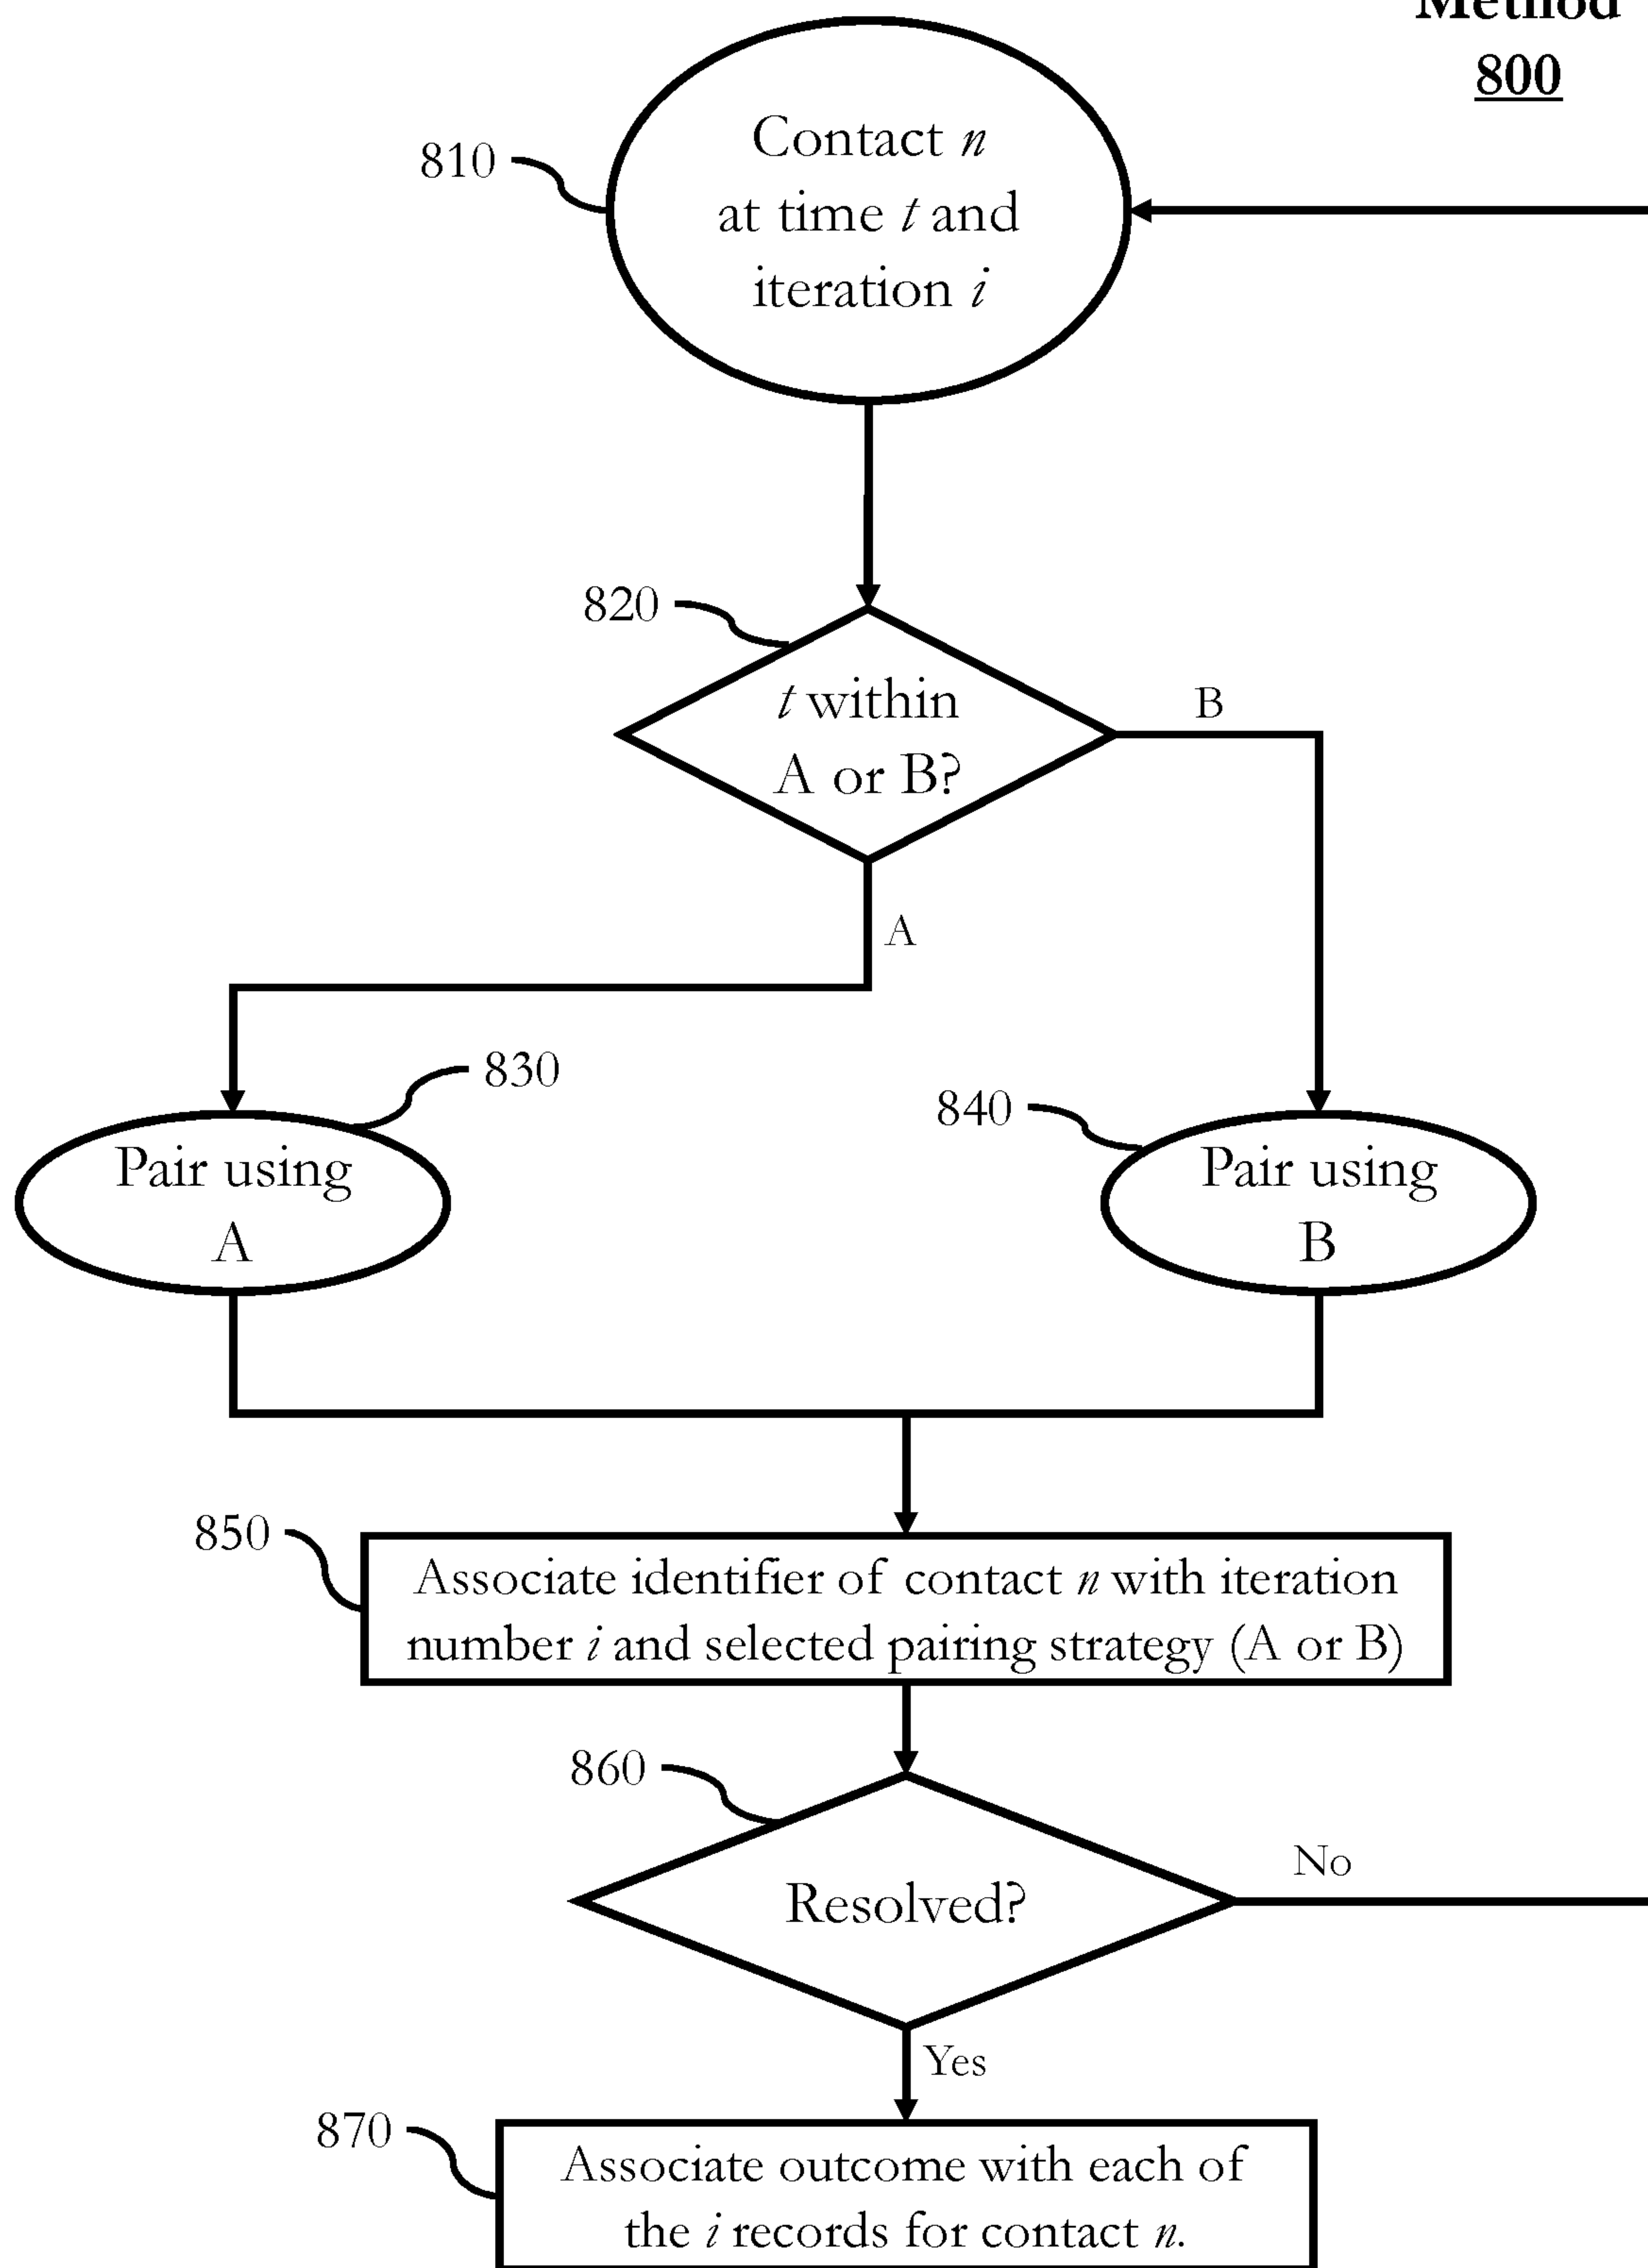 Method
800
810
Contact n
at time t and
iteration i
820
t within
A or B?
B
A
830
Pair using
A
840
Pair using
B
850
Associate identifier of contact n with iteration
number i and selected pairing strategy (A or B)
860
Resolved?
No
Yes
870
Associate outcome with each of
the i records for contact n.